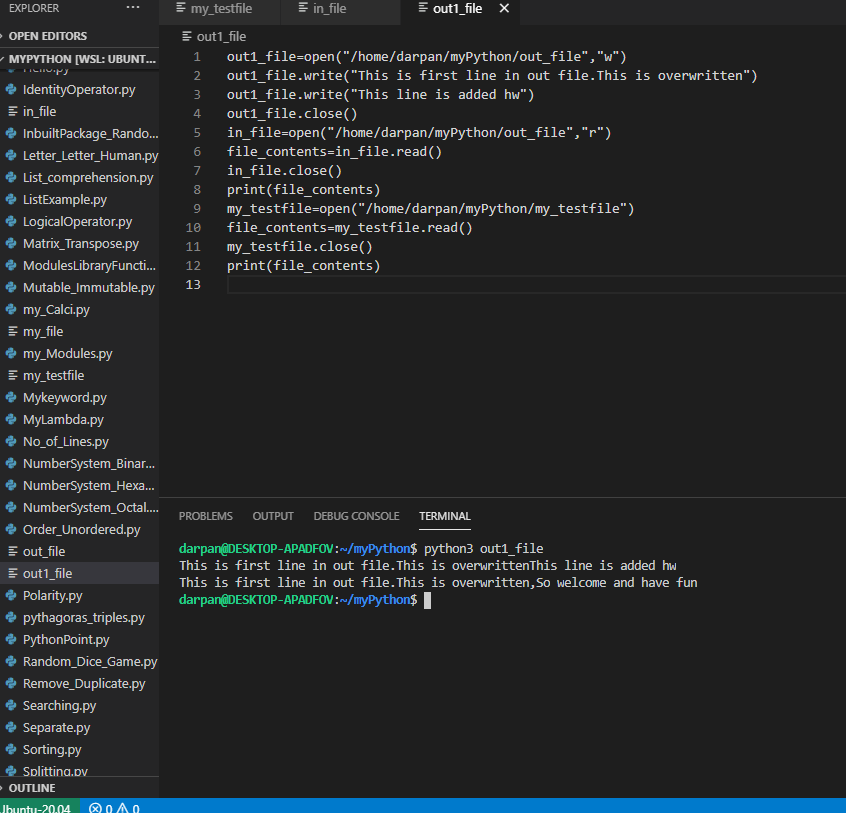 EXPLORER ···
my_testfile in_file out1_file
OPEN EDITORS
out1_file
MYPYTHON [WSL: UBUNT...
Hello.py
IdentityOperator.py
in_file
InbuiltPackage_Rando...
Letter_Letter_Human.py
List_comprehension.py
ListExample.py
LogicalOperator.py
Matrix_Transpose.py
ModulesLibraryFuncti...
Mutable_Immutable.py
my_Calci.py
my_file
my_Modules.py
my_testfile
Mykeyword.py
MyLambda.py
No_of_Lines.py
NumberSystem_Binar...
NumberSystem_Hexa...
NumberSystem_Octal....
Order_Unordered.py
out_file
out1_file
Polarity.py
pythagoras_triples.py
PythonPoint.py
Random_Dice_Game.py
Remove_Duplicate.py
Searching.py
Separate.py
Sorting.py
Splitting.py
OUTLINE
1 out1_file=open("/home/darpan/myPython/out_file","w")
2 out1_file.write("This is first line in out file.This is overwritten")
3 out1_file.write("This line is added hw")
4 out1_file.close()
5 in_file=open("/home/darpan/myPython/out_file","r")
6 file_contents=in_file.read()
7 in_file.close()
8 print(file_contents)
9 my_testfile=open("/home/darpan/myPython/my_testfile")
10 file_contents=my_testfile.read()
11 my_testfile.close()
12 print(file_contents)
13
PROBLEMS OUTPUT DEBUG CONSOLE TERMINAL
darpan@DESKTOP-APADFOV:~/myPython$ python3 out1_file
This is first line in out file.This is overwrittenThis line is added hw
This is first line in out file.This is overwritten,So welcome and have fun
darpan@DESKTOP-APADFOV:~/myPython$
Ubuntu-20.04 0 0